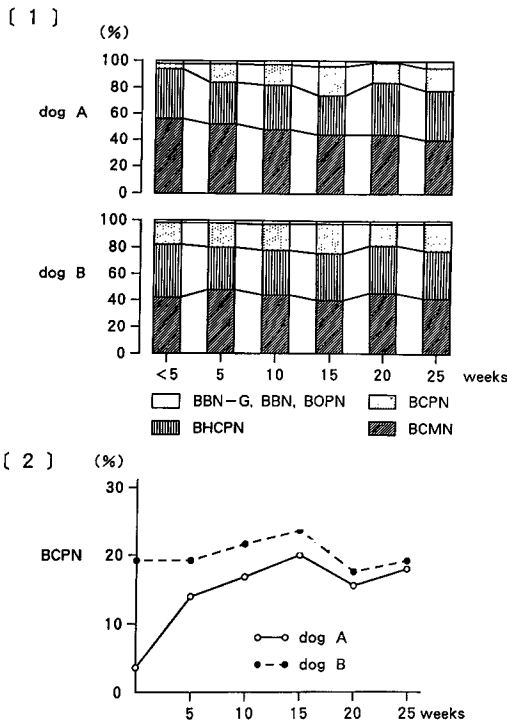 〔 1 〕
(%)
100
80
dog A
60
40
20
0
100
80
dog B
60
40
20
0
<5 5 10 15 20 25 weeks
BBN-G, BBN, BOPN BCPN
BHCPN BCMN
〔 2 〕 (%)
30
BCPN 20
10
dog A
dog B
0
5 10 15 20 25 weeks